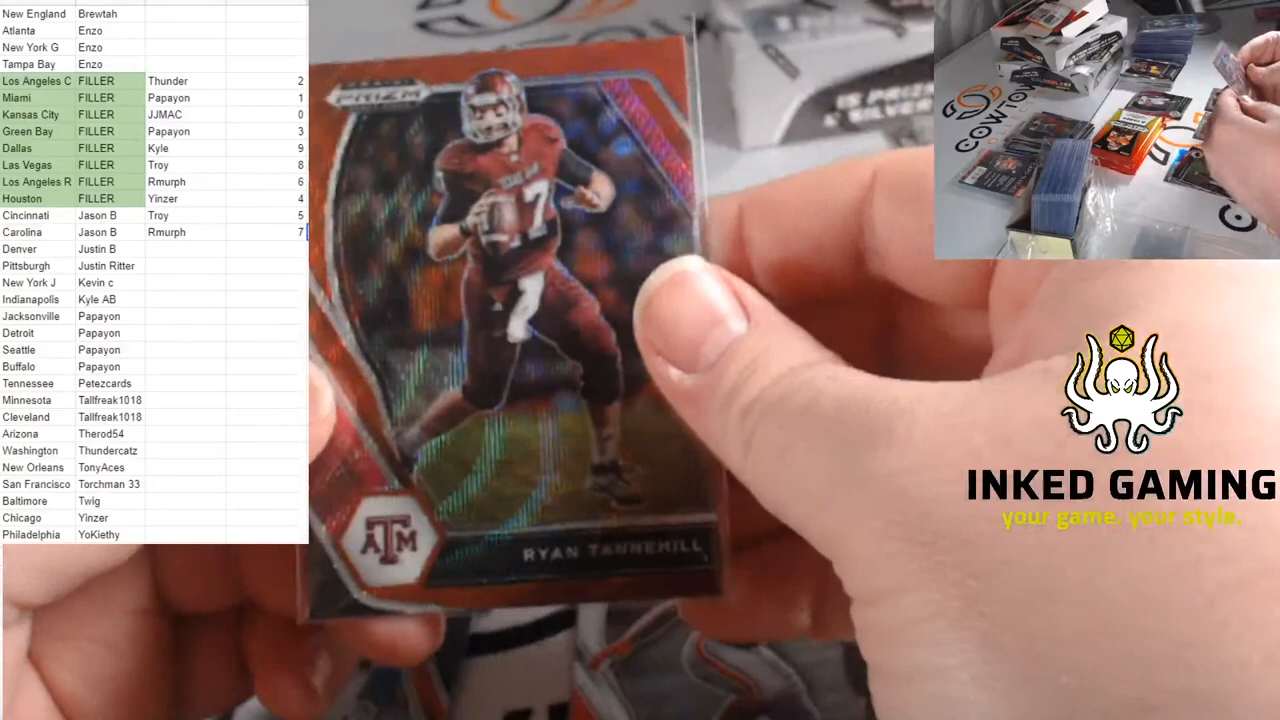 New England Brewtah
Atlanta Enzo
New York G Enzo
Tampa Bay Enzo
Los Angeles C FILLER Thunder 2
Miami FILLER Papayon 1
Kansas City FILLER JJMAC 0
Green Bay FILLER Papayon 3
Dallas FILLER Kyle 9
Las Vegas FILLER Troy 8
Los Angeles R FILLER Rmurph 6
Houston FILLER Yinzer 4
Cincinnati Jason B Troy 5
Carolina Jason B Rmurph 7
Denver Justin B
Pittsburgh Justin Ritter
New York J Kevin c
Indianapolis Kyle AB
Jacksonville Papayon
Detroit Papayon
Seattle Papayon
Buffalo Papayon
Tennessee Petezcards
Minnesota Tallfreak1018
Cleveland Tallfreak1018
Arizona Therod54
Washington Thundercatz
New Orleans TonyAces
San Francisco Torchman 33
Baltimore Twig
Chicago Yinzer
Philadelphia YoKiethy
PRIZM
17
ATM
RYAN TANNEHILL
15 PRIZM
SILVER
COWTOW
INKED GAMING
your game. your style.